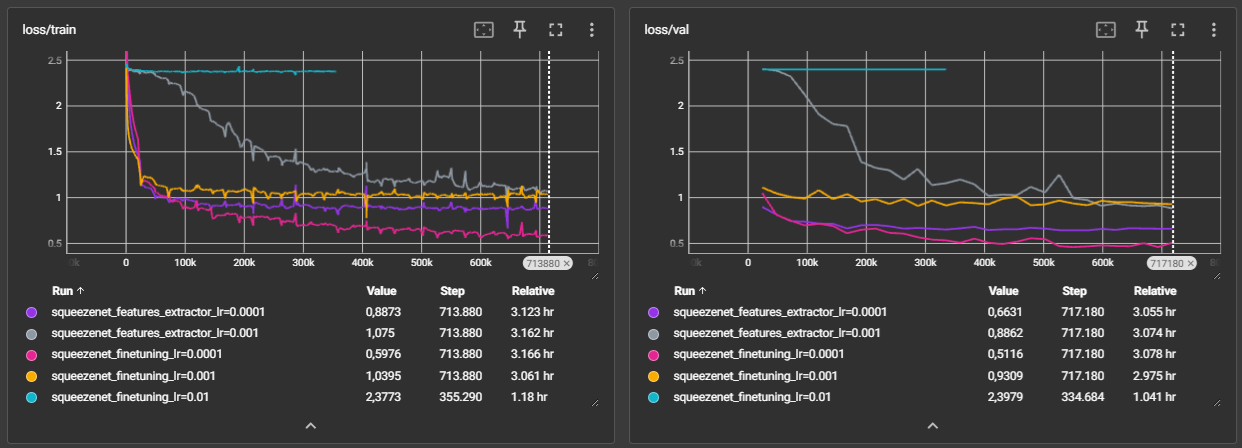 loss/train
2.5
2
1.5
1
0.5
0k 0 100k 200k 300k 400k 500k 600k 713880 ×
Run ↑ Value Step Relative
squeezenet_features_extractor_lr=0.0001 0,8873 713.880 3.123 hr
squeezenet_features_extractor_lr=0.001 1,075 713.880 3.162 hr
squeezenet_finetuning_lr=0.0001 0,5976 713.880 3.166 hr
squeezenet_finetuning_lr=0.001 1,0395 713.880 3.061 hr
squeezenet_finetuning_lr=0.01 2,3773 355.290 1.18 hr
loss/val
2.5
2
1.5
1
0.5
0k 0 100k 200k 300k 400k 500k 600k 717180 ×
Run ↑ Value Step Relative
squeezenet_features_extractor_lr=0.0001 0,6631 717.180 3.055 hr
squeezenet_features_extractor_lr=0.001 0,8862 717.180 3.074 hr
squeezenet_finetuning_lr=0.0001 0,5116 717.180 3.078 hr
squeezenet_finetuning_lr=0.001 0,9309 717.180 2.975 hr
squeezenet_finetuning_lr=0.01 2,3979 334.684 1.041 hr